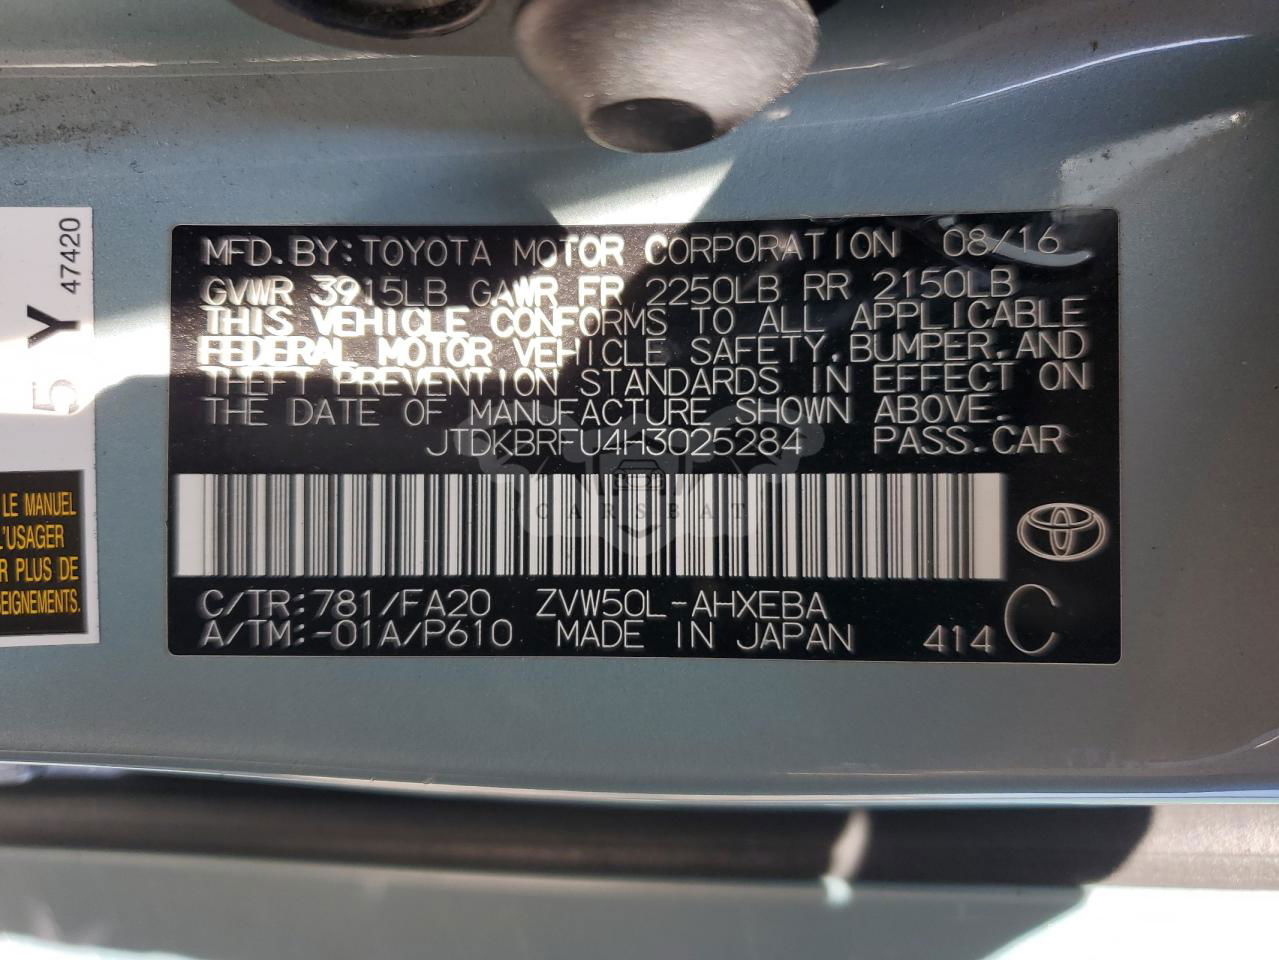 MFD. BY: TOYOTA MOTOR CORPORATION 08/16
GVWR 3915LB GAWR FR 2250LB RR 2150LB
THIS VEHICLE CONFORMS TO ALL APPLICABLE
FEDERAL MOTOR VEHICLE SAFETY, BUMPER, AND
THEFT PREVENTION STANDARDS IN EFFECT ON
THE DATE OF MANUFACTURE SHOWN ABOVE.
JTDKBRFU4H3025284 PASS. CAR
CARSBAT
C/TR: 781/FA20 ZVW50L-AHXEBA
A/TM: -01A/P610 MADE IN JAPAN 414 C
5 Y 47420
LE MANUEL
L'USAGER
R PLUS DE
EIGNEMENTS.